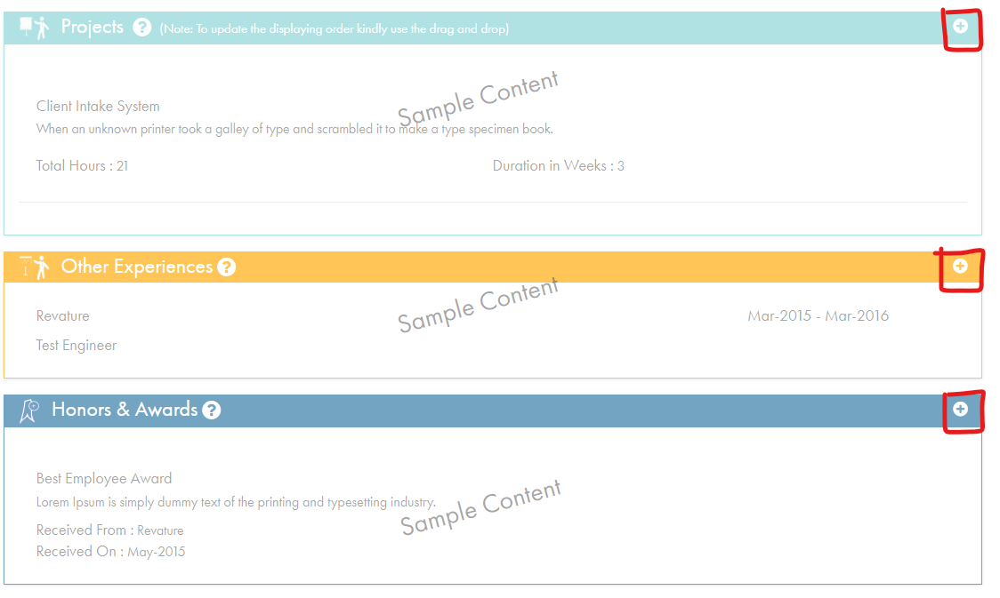 Projects ? (Note: To update the displaying order kindly use the drag and drop)
Sample Content
Client Intake System
When an unknown printer took a galley of type and scrambled it to make a type specimen book.
Total Hours : 21 Duration in Weeks : 3
Other Experiences ?
Sample Content
Revature Mar-2015 - Mar-2016
Test Engineer
Honors & Awards ?
Best Employee Award
Sample Content
Lorem Ipsum is simply dummy text of the printing and typesetting industry.
Received From : Revature
Received On : May-2015